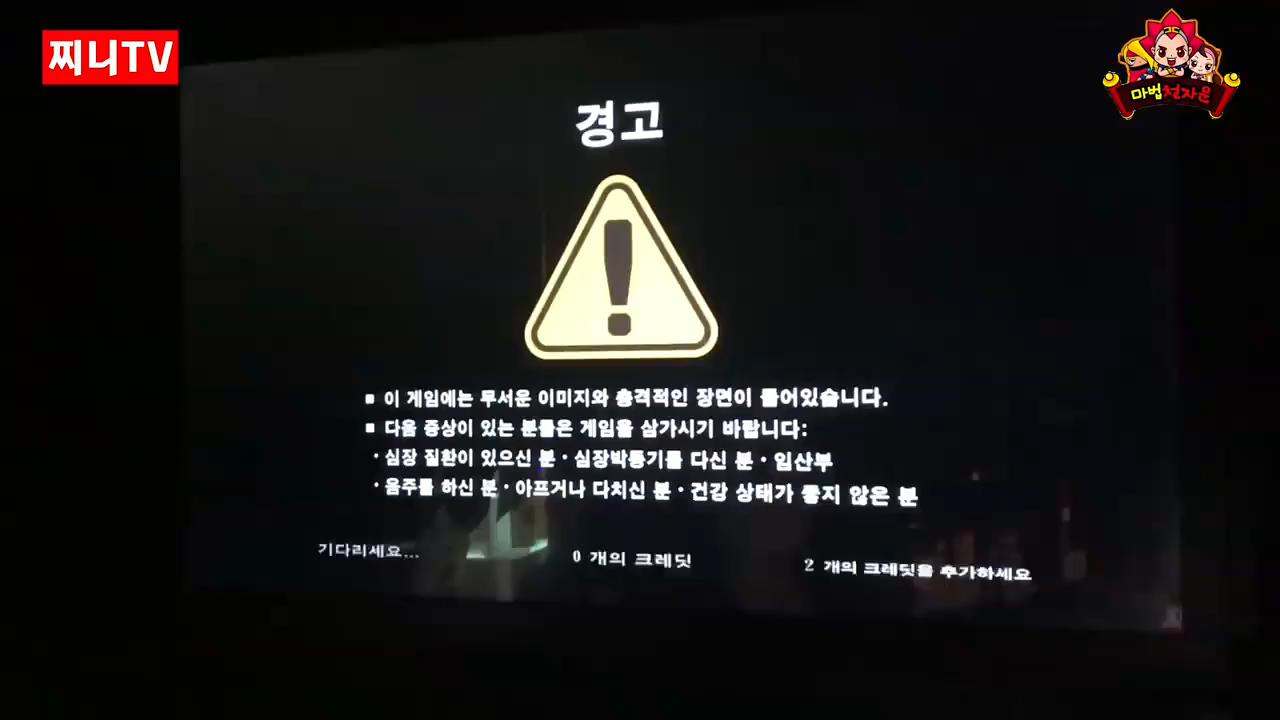 찌니TV
마법천자문
경고
■ 이 게임에는 무서운 이미지와 충격적인 장면이 들어있습니다.
■ 다음 증상이 있는 분들은 게임을 삼가시기 바랍니다:
· 심장 질환이 있으신 분 · 심장박동기를 다신 분 · 임산부
· 음주를 하신 분 · 아프거나 다치신 분 · 건강 상태가 좋지 않은 분
기다리세요...
0 개의 크레딧
2 개의 크레딧을 추가하세요